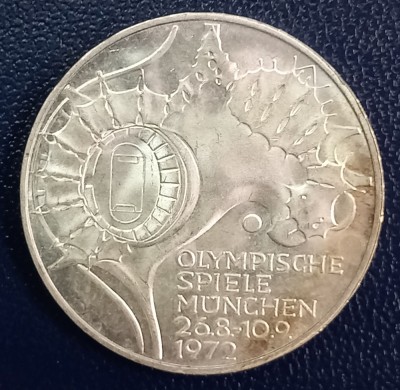 OLYMPISCHE
SPIELE
MÜNCHEN
26.8.-10.9.
1972